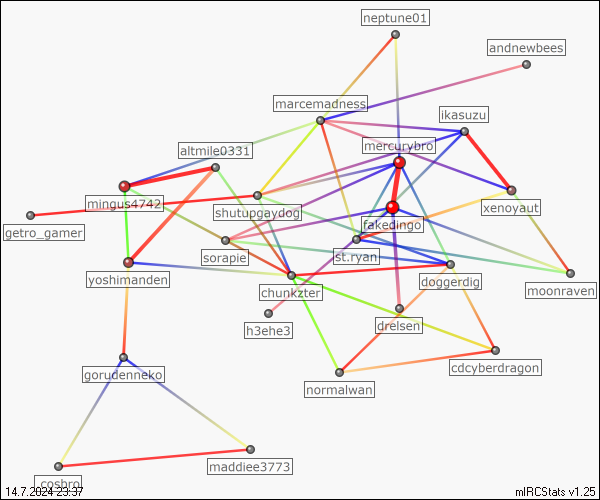 neptune01
andnewbees
marcemadness
ikasuzu
mercurybro
altmile0331
mingus4742
xenoyaut
shutupgaydog
fakedingo
getro_gamer
sorapie
st.ryan
yoshimanden
chunkzter
doggerdig
moonraven
h3ehe3
drelsen
cdcyberdragon
gorudenneko
normalwan
maddiee3773
_cosbro_
14.7.2024 23:37
mIRCStats v1.25